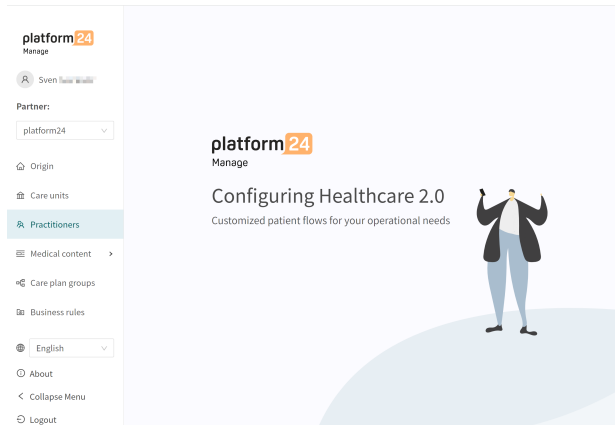 platform24
Manage
Sven
Partner:
platform24
Origin
Care units
Practitioners
Medical content
Care plan groups
Business rules
English
About
Collapse Menu
Logout
platform24
Manage
Configuring Healthcare 2.0
Customized patient flows for your operational needs